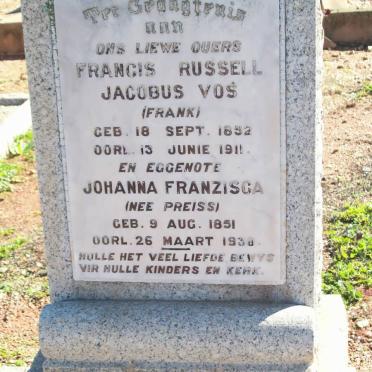 Ter Gedagtenis
aan
ONS LIEWE OUERS
FRANCIS RUSSELL
JACOBUS VOS
(FRANK)
GEB. 18 SEPT. 1852
OORL. 13 JUNIE 1911.
EN EGGENOTE
JOHANNA FRANZISCA
(NEE PREISS)
GEB. 9 AUG. 1851
OORL. 26 MAART 1938.
HULLE HET VEEL LIEFDE BEWYS
VIR HULLE KINDERS EN KERK.